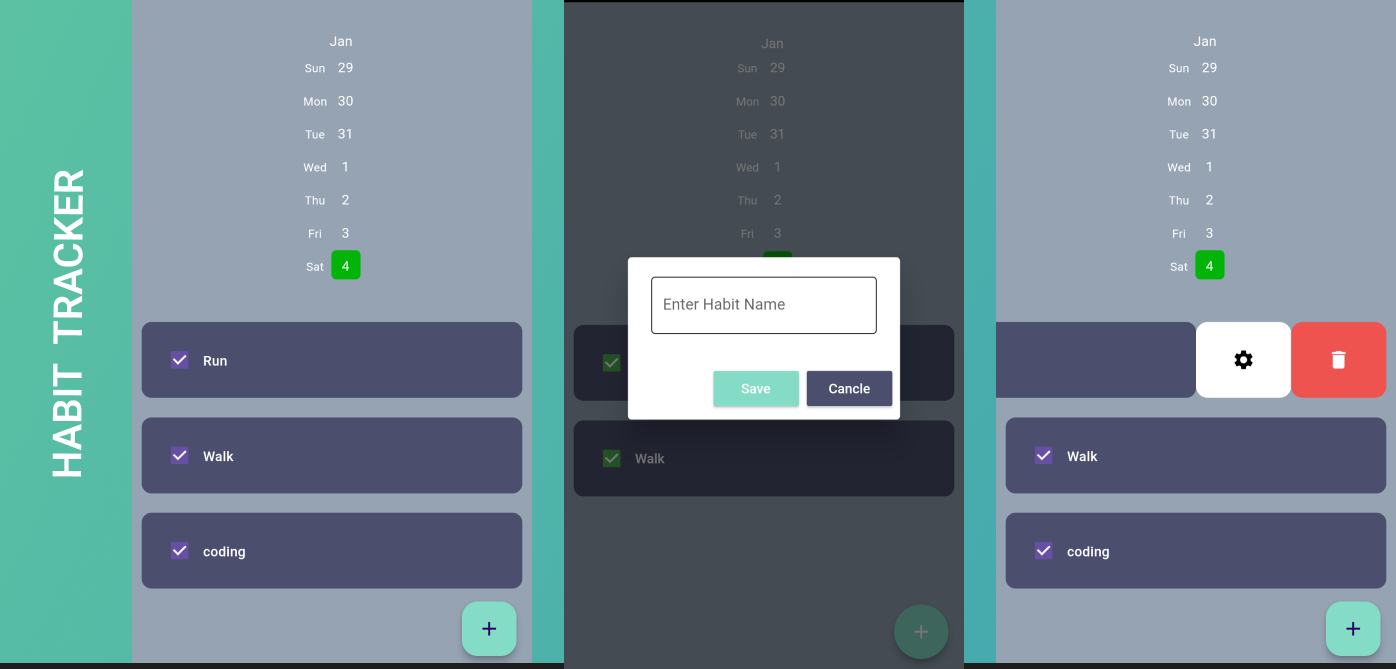 HABIT TRACKER
Jan
Sun 29
Mon 30
Tue 31
Wed 1
Thu 2
Fri 3
Sat 4
Run
Walk
coding
+
Jan
Sun 29
Mon 30
Tue 31
Wed 1
Thu 2
Fri 3
Enter Habit Name
Save Cancle
Walk
+
Jan
Sun 29
Mon 30
Tue 31
Wed 1
Thu 2
Fri 3
Sat 4
Walk
coding
+